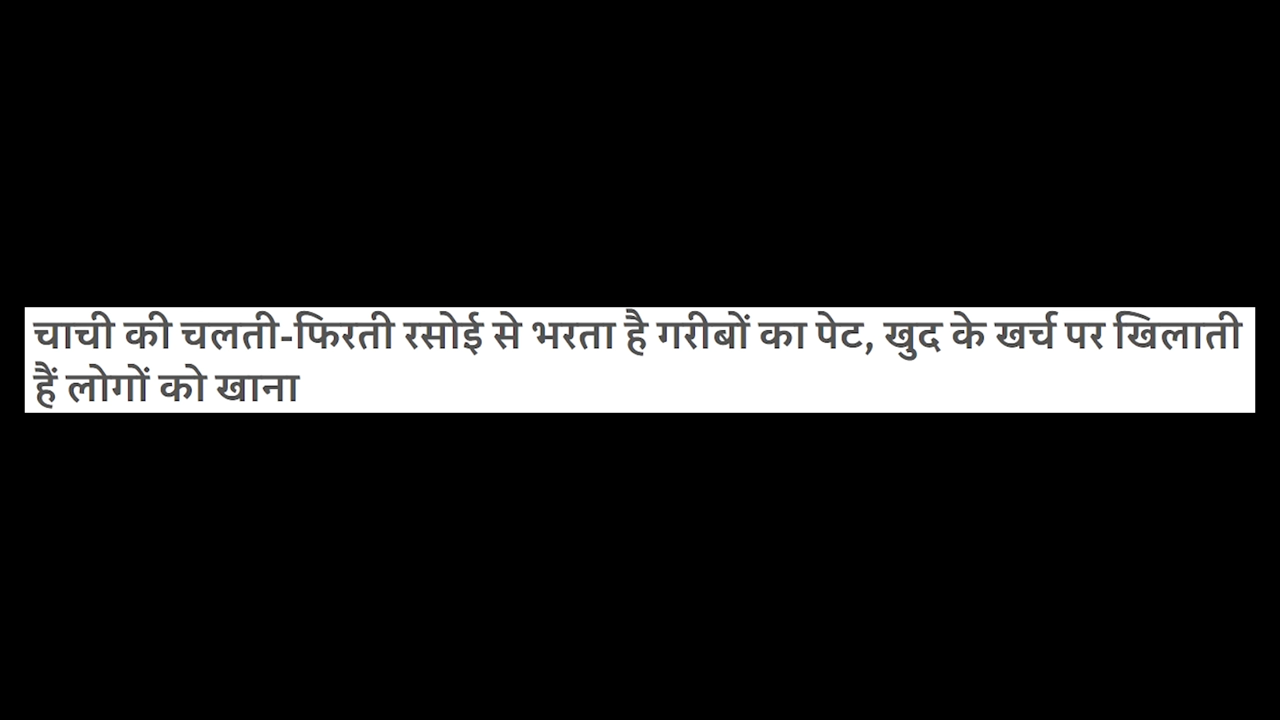 चाची की चलती-फिरती रसोई से भरता है गरीबों का पेट, खुद के खर्च पर खिलाती
हैं लोगों को खाना